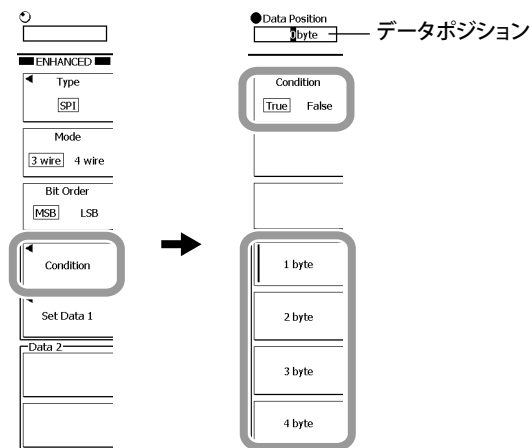 ENHANCED
Type
SPI
Mode
3 wire 4 wire
Bit Order
MSB LSB
Condition
Set Data 1
Data 2
Data Position
0byte
データポジション
Condition
True False
1 byte
2 byte
3 byte
4 byte